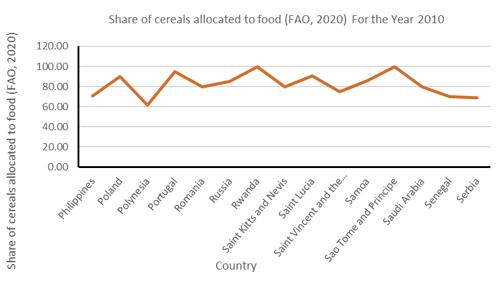 Share of cereals allocated to food (FAO, 2020) For the Year 2010
Share of cereals allocated to food (FAO, 2020)
120.00
100.00
80.00
60.00
40.00
20.00
0.00
Philippines
Poland
Polynesia
Portugal
Romania
Russia
Rwanda
Saint Kitts and Nevis
Saint Lucia
Saint Vincent and the...
Samoa
Sao Tome and Principe
Saudi Arabia
Senegal
Serbia
Country